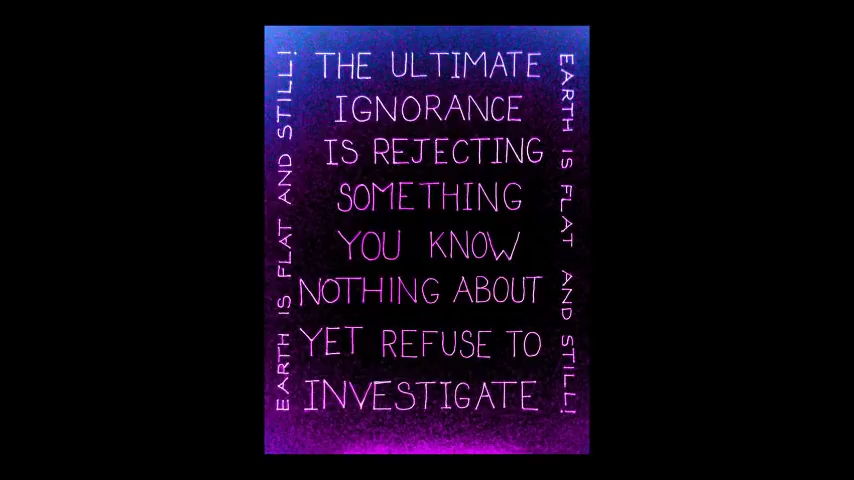 EARTH IS FLAT AND STILL!
THE ULTIMATE
IGNORANCE
IS REJECTING
SOMETHING
YOU KNOW
NOTHING ABOUT
YET REFUSE TO
INVESTIGATE
EARTH IS FLAT AND STILL!